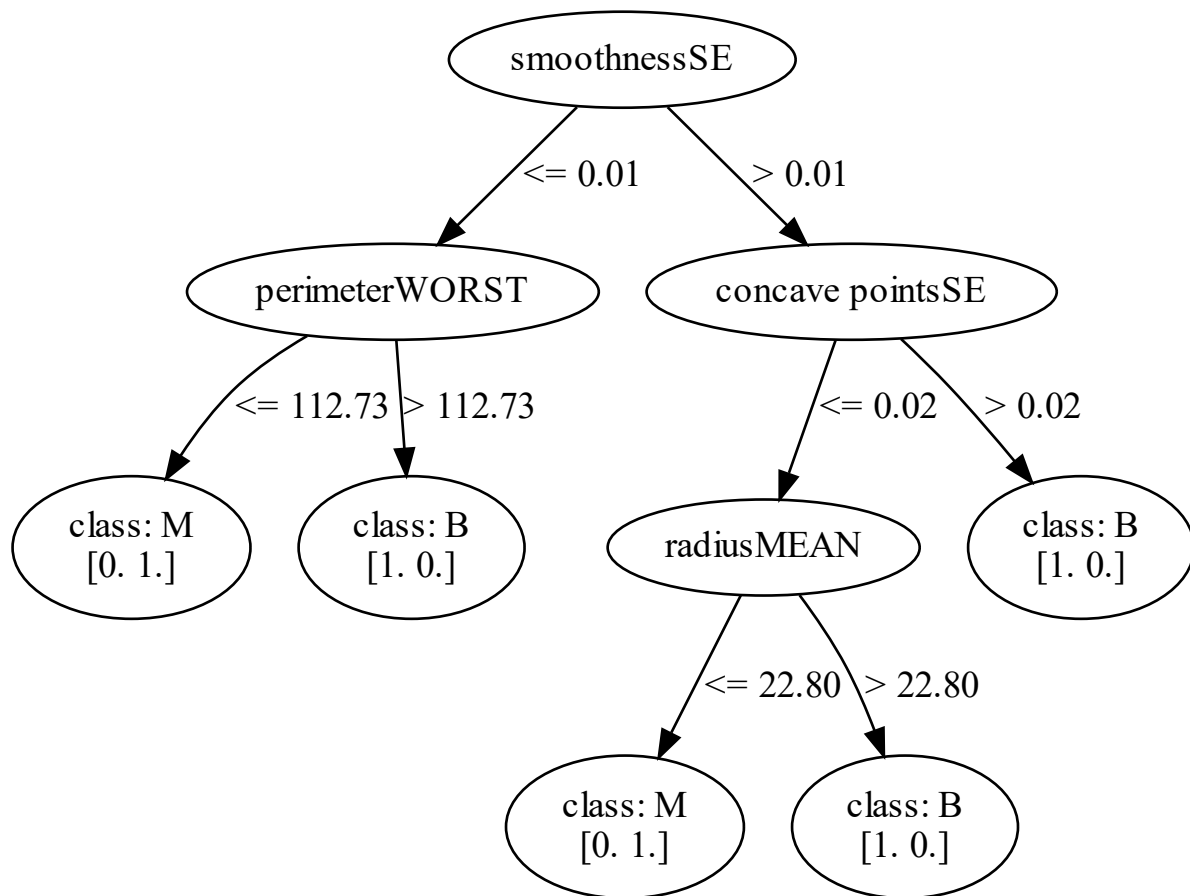 smoothnessSE
<= 0.01
> 0.01
perimeterWORST
concave pointsSE
<= 112.73
> 112.73
<= 0.02
> 0.02
class: M
[0. 1.]
class: B
[1. 0.]
radiusMEAN
class: B
[1. 0.]
<= 22.80
> 22.80
class: M
[0. 1.]
class: B
[1. 0.]